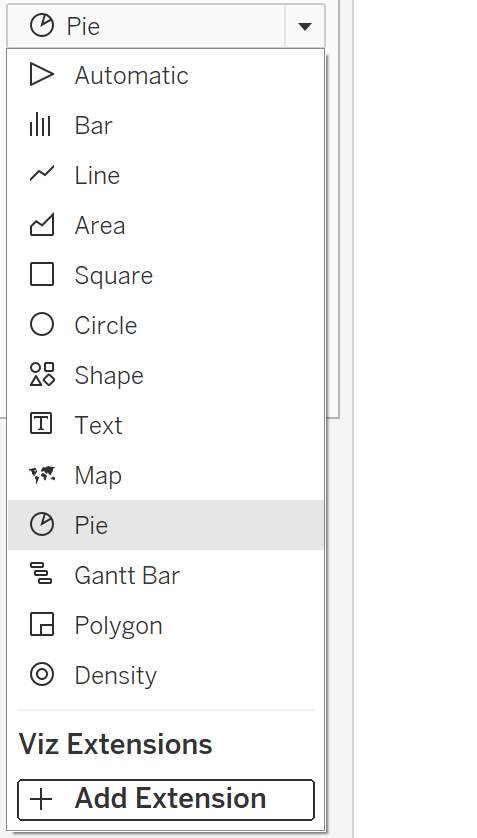 Pie
Automatic
Bar
Line
Area
Square
Circle
Shape
Text
Map
Pie
Gantt Bar
Polygon
Density
Viz Extensions
Add Extension